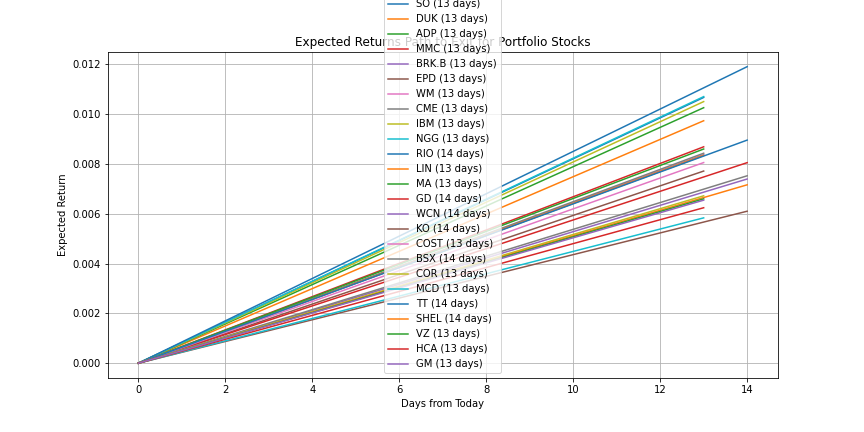 SO (13 days)
DUK (13 days)
ADP (13 days)
Expected Returns Path to Exit for Portfolio Stocks
MMC (13 days)
BRK.B (13 days)
EPD (13 days)
WM (13 days)
CME (13 days)
IBM (13 days)
NGG (13 days)
RIO (14 days)
LIN (13 days)
MA (13 days)
GD (14 days)
WCN (14 days)
KO (14 days)
COST (13 days)
BSX (14 days)
COR (13 days)
MCD (13 days)
TT (14 days)
SHEL (14 days)
VZ (13 days)
HCA (13 days)
GM (13 days)
0.012
0.010
0.008
0.006
0.004
0.002
0.000
Expected Return
0 2 4 6 8 10 12 14
Days from Today